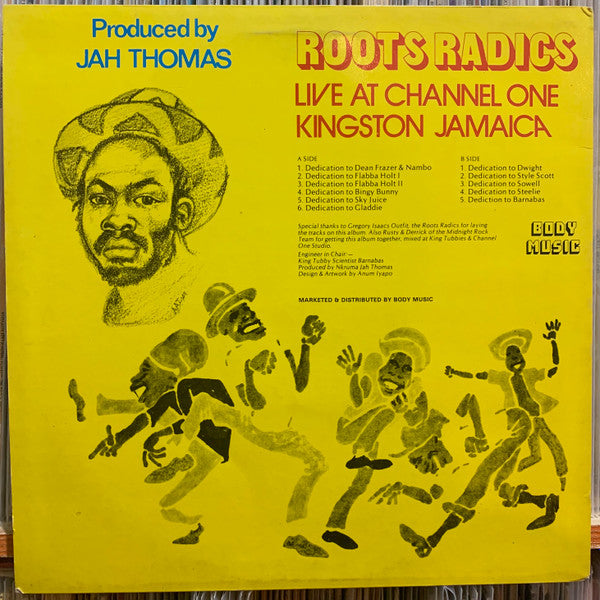 Produced by
JAH THOMAS
ROOTS RADICS
LIVE AT CHANNEL ONE
KINGSTON JAMAICA
A SIDE
1. Dedication to Dean Frazer & Nambo
2. Dedication to Flabba Holt I
3. Dedication to Flabba Holt II
4. Dedication to Bingy Bunny
5. Dedication to Sky Juice
6. Dedication to Gladdie
B SIDE
1. Dedication to Dwight
2. Dedication to Style Scott
3. Dedication to Sowell
4. Dedication to Steelie
5. Dediction to Barnabas
BODY
MUSIC
Special thanks to Gregory Isaacs Outfit, the Roots Radics for laying
the tracks on this album. Also Rusty & Derrick of the Midnight Rock
Team for getting this album together, mixed at King Tubbies & Channel
One Studio.
Engineer in Chair:—
King Tubby Scientist Barnabas
Produced by Nkruma Jah Thomas
Design & Artwork by Anum Iyapo
MARKETED & DISTRIBUTED BY BODY MUSIC